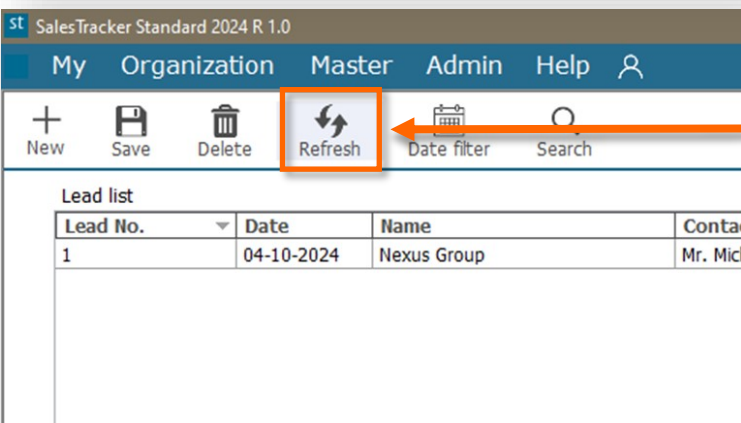 st SalesTracker Standard 2024 R 1.0
My Organization Master Admin Help
New Save Delete Refresh Date filter Search
Lead list
Lead No. Date Name
1 04-10-2024 Nexus Group Mr.